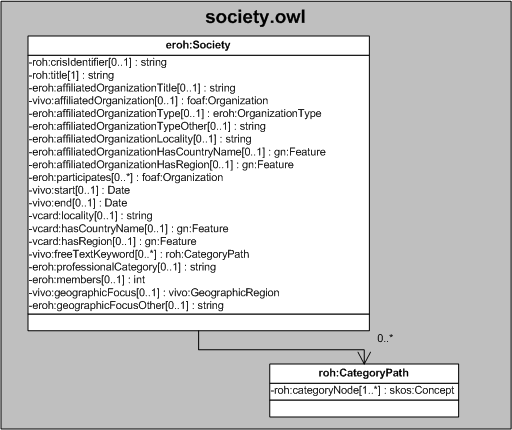 society.owl
eroh:Society
-roh:crisIdentifier[0..1] : string
-roh:title[1] : string
-eroh:affiliatedOrganizationTitle[0..1] : string
-vivo:affiliatedOrganization[0..1] : foaf:Organization
-eroh:affiliatedOrganizationType[0..1] : eroh:OrganizationType
-eroh:affiliatedOrganizationTypeOther[0..1] : string
-eroh:affiliatedOrganizationLocality[0..1] : string
-eroh:affiliatedOrganizationHasCountryName[0..1] : gn:Feature
-eroh:affiliatedOrganizationHasRegion[0..1] : gn:Feature
-eroh:participates[0..*] : foaf:Organization
-vivo:start[0..1] : Date
-vivo:end[0..1] : Date
-vcard:locality[0..1] : string
-vcard:hasCountryName[0..1] : gn:Feature
-vcard:hasRegion[0..1] : gn:Feature
-vivo:freeTextKeyword[0..*] : roh:CategoryPath
-eroh:professionalCategory[0..1] : string
-eroh:members[0..1] : int
-vivo:geographicFocus[0..1] : vivo:GeographicRegion
-eroh:geographicFocusOther[0..1] : string
0..*
roh:CategoryPath
-roh:categoryNode[1..*] : skos:Concept